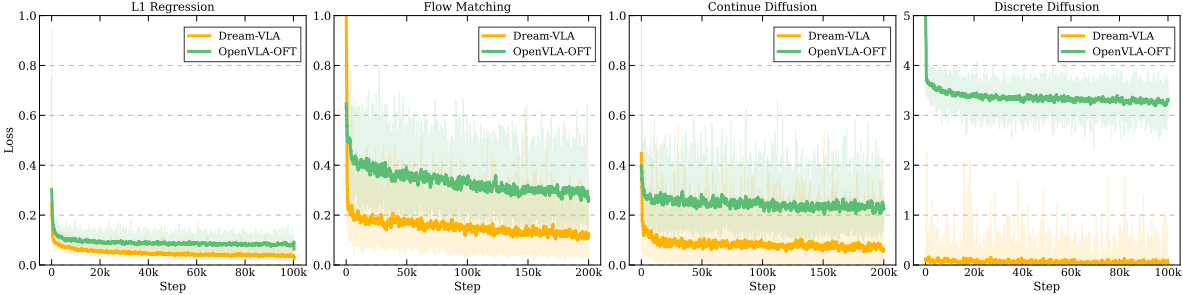 L1 Regression
Flow Matching
Continue Diffusion
Discrete Diffusion
Loss
1.0
0.8
0.6
0.4
0.2
0.0
Dream-VLA
OpenVLA-OFT
0
20k
40k
60k
80k
100k
Step
1.0
0.8
0.6
0.4
0.2
0.0
Dream-VLA
OpenVLA-OFT
0
50k
100k
150k
200k
Step
1.0
0.8
0.6
0.4
0.2
0.0
Dream-VLA
OpenVLA-OFT
0
50k
100k
150k
200k
Step
5
4
3
2
1
0
Dream-VLA
OpenVLA-OFT
0
20k
40k
60k
80k
100k
Step